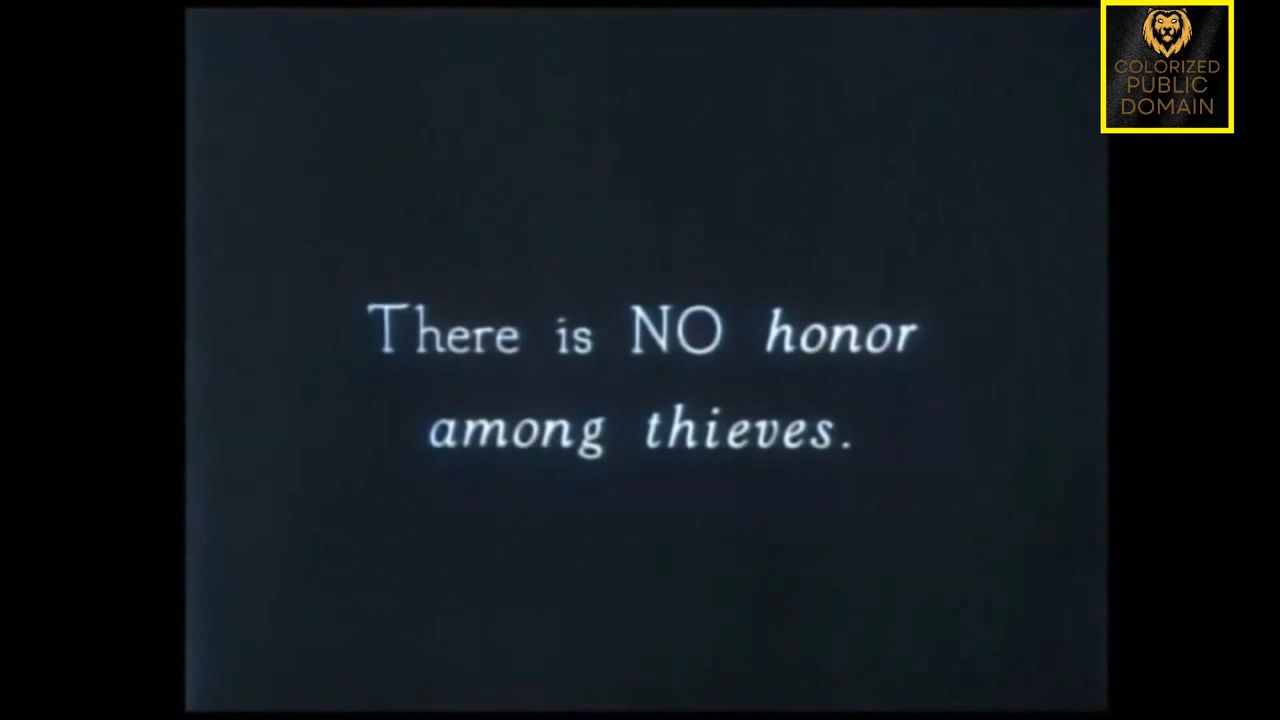 COLORIZED
PUBLIC
DOMAIN
There is NO honor
among thieves.